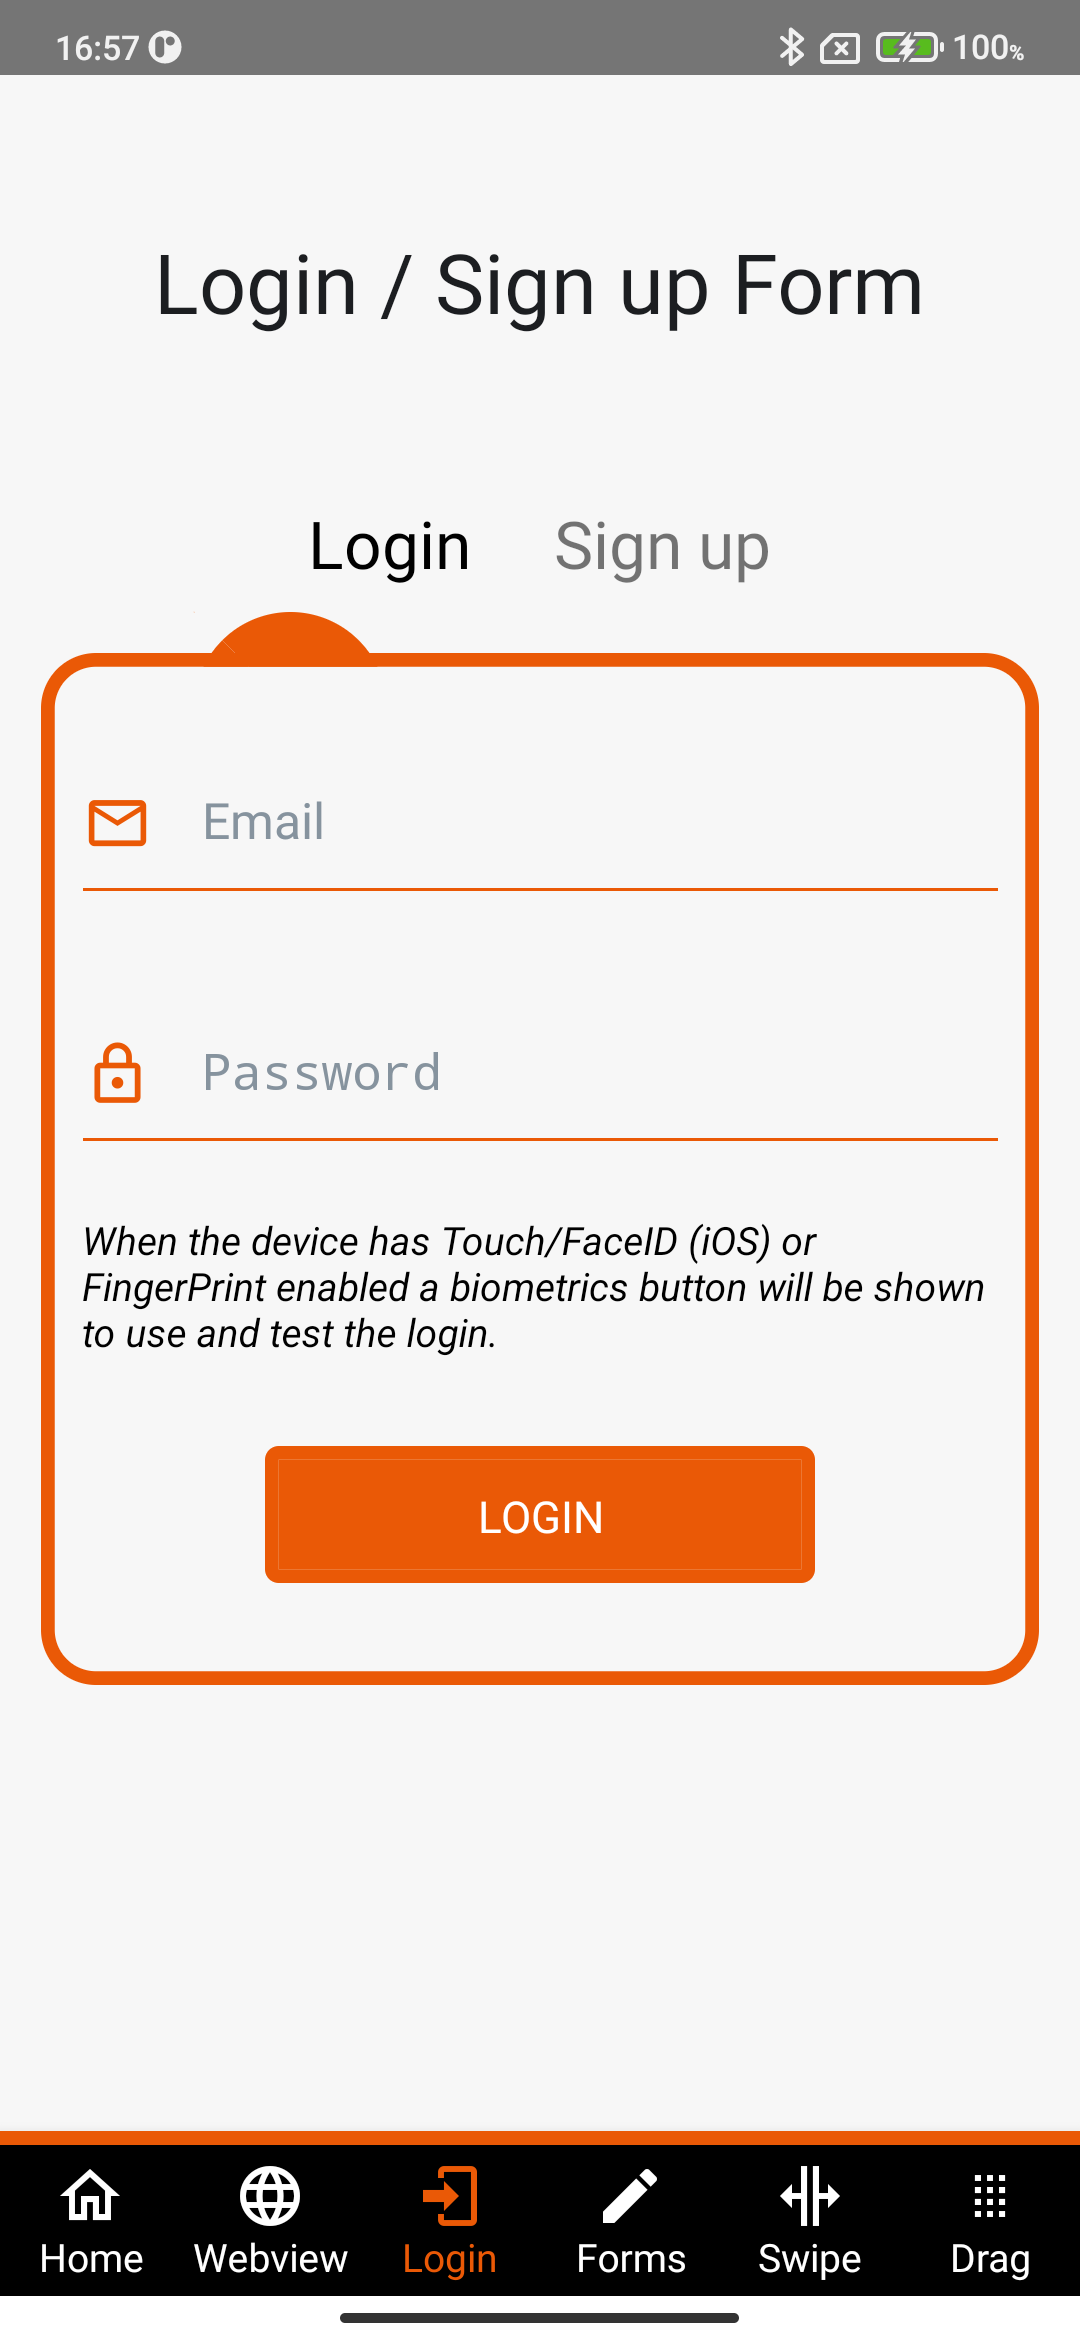 16:57
100%
Login / Sign up Form
Login Sign up
Email
Password
When the device has Touch/FaceID (iOS) or
FingerPrint enabled a biometrics button will be shown
to use and test the login.
LOGIN
Home Webview Login Forms Swipe Drag